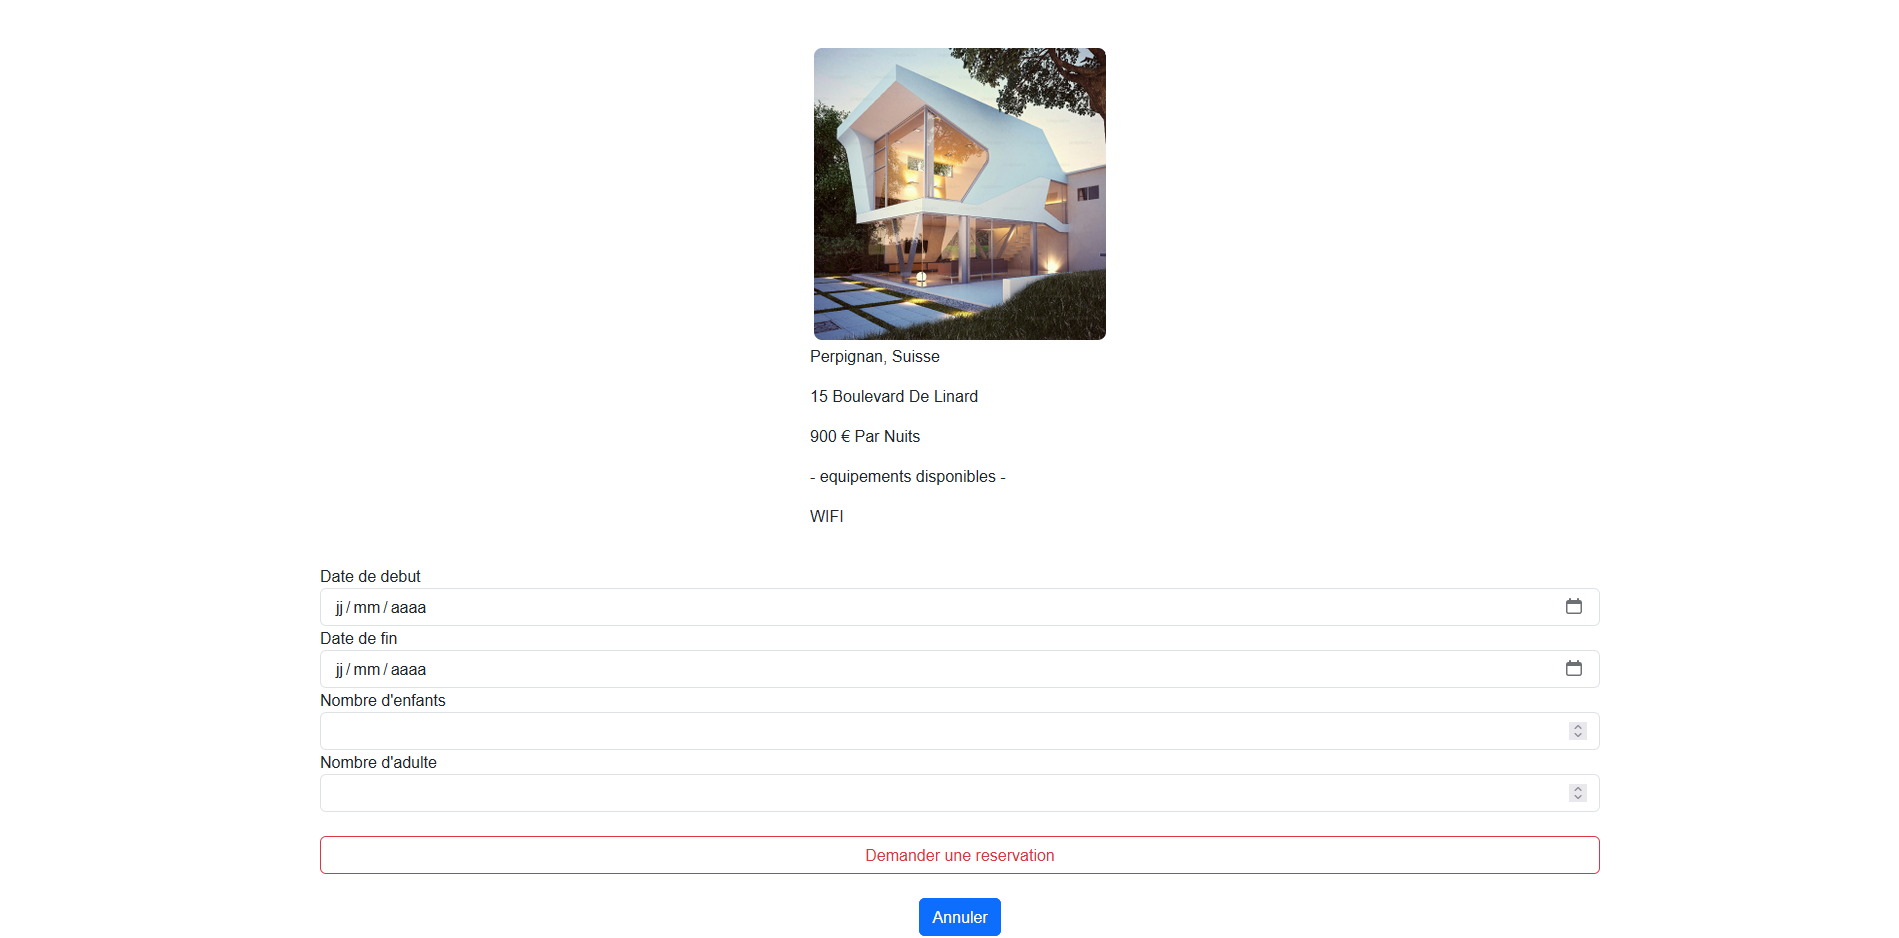 Perpignan, Suisse
15 Boulevard De Linard
900 € Par Nuits
- equipements disponibles -
WIFI
Date de debut
jj/mm/aaaa
Date de fin
jj/mm/aaaa
Nombre d'enfants
Nombre d'adulte
Demander une reservation
Annuler